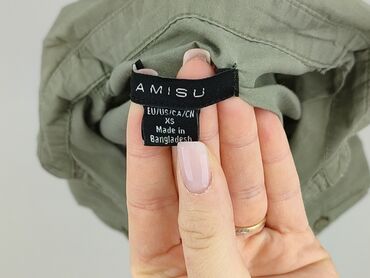 AMISU
EU/US/CA/CN
XS
Made in
Bangladesh